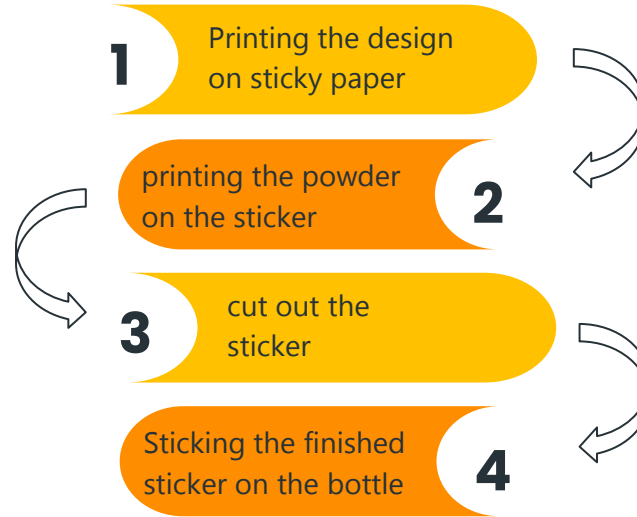 1
Printing the design
on sticky paper
printing the powder
on the sticker
2
3
cut out the
sticker
Sticking the finished
sticker on the bottle
4